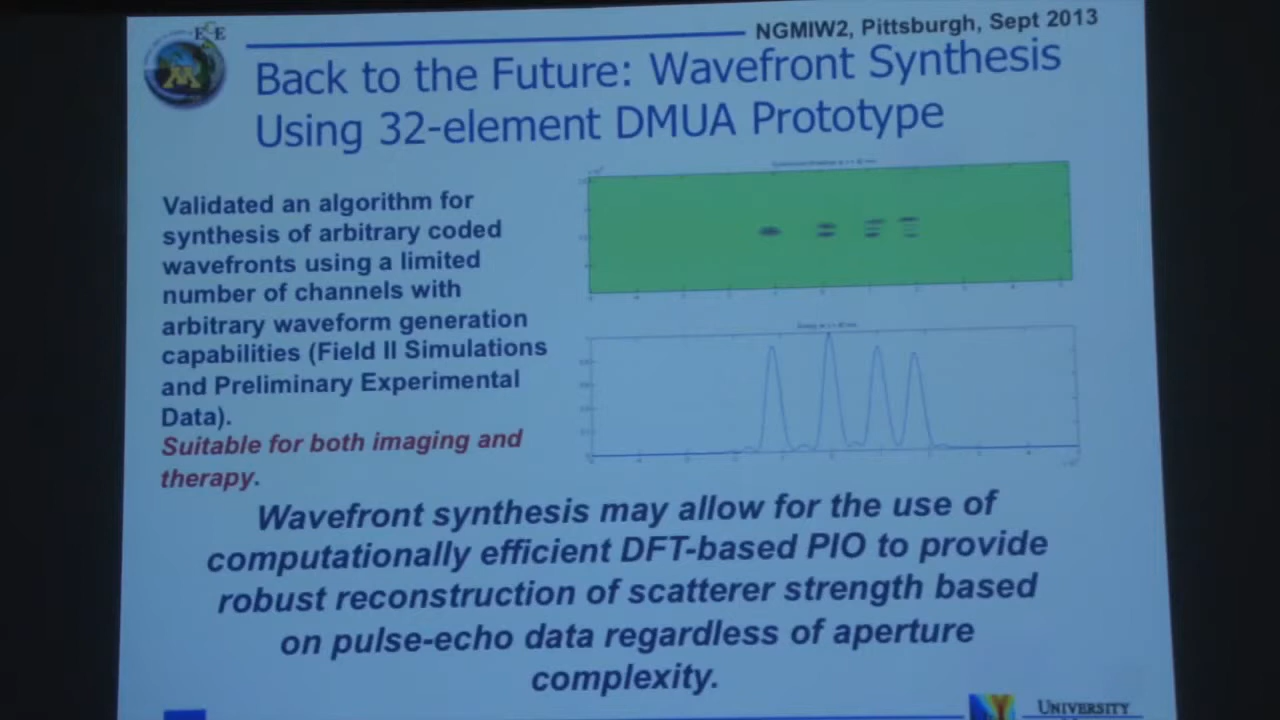 ECE
NGMIW2, Pittsburgh, Sept 2013
Back to the Future: Wavefront Synthesis
Using 32-element DMUA Prototype
Validated an algorithm for
synthesis of arbitrary coded
wavefronts using a limited
number of channels with
arbitrary waveform generation
capabilities (Field II Simulations
and Preliminary Experimental
Data).
Suitable for both imaging and
therapy.
Wavefront synthesis may allow for the use of
computationally efficient DFT-based PIO to provide
robust reconstruction of scatterer strength based
on pulse-echo data regardless of aperture
complexity.
UNIVERSITY